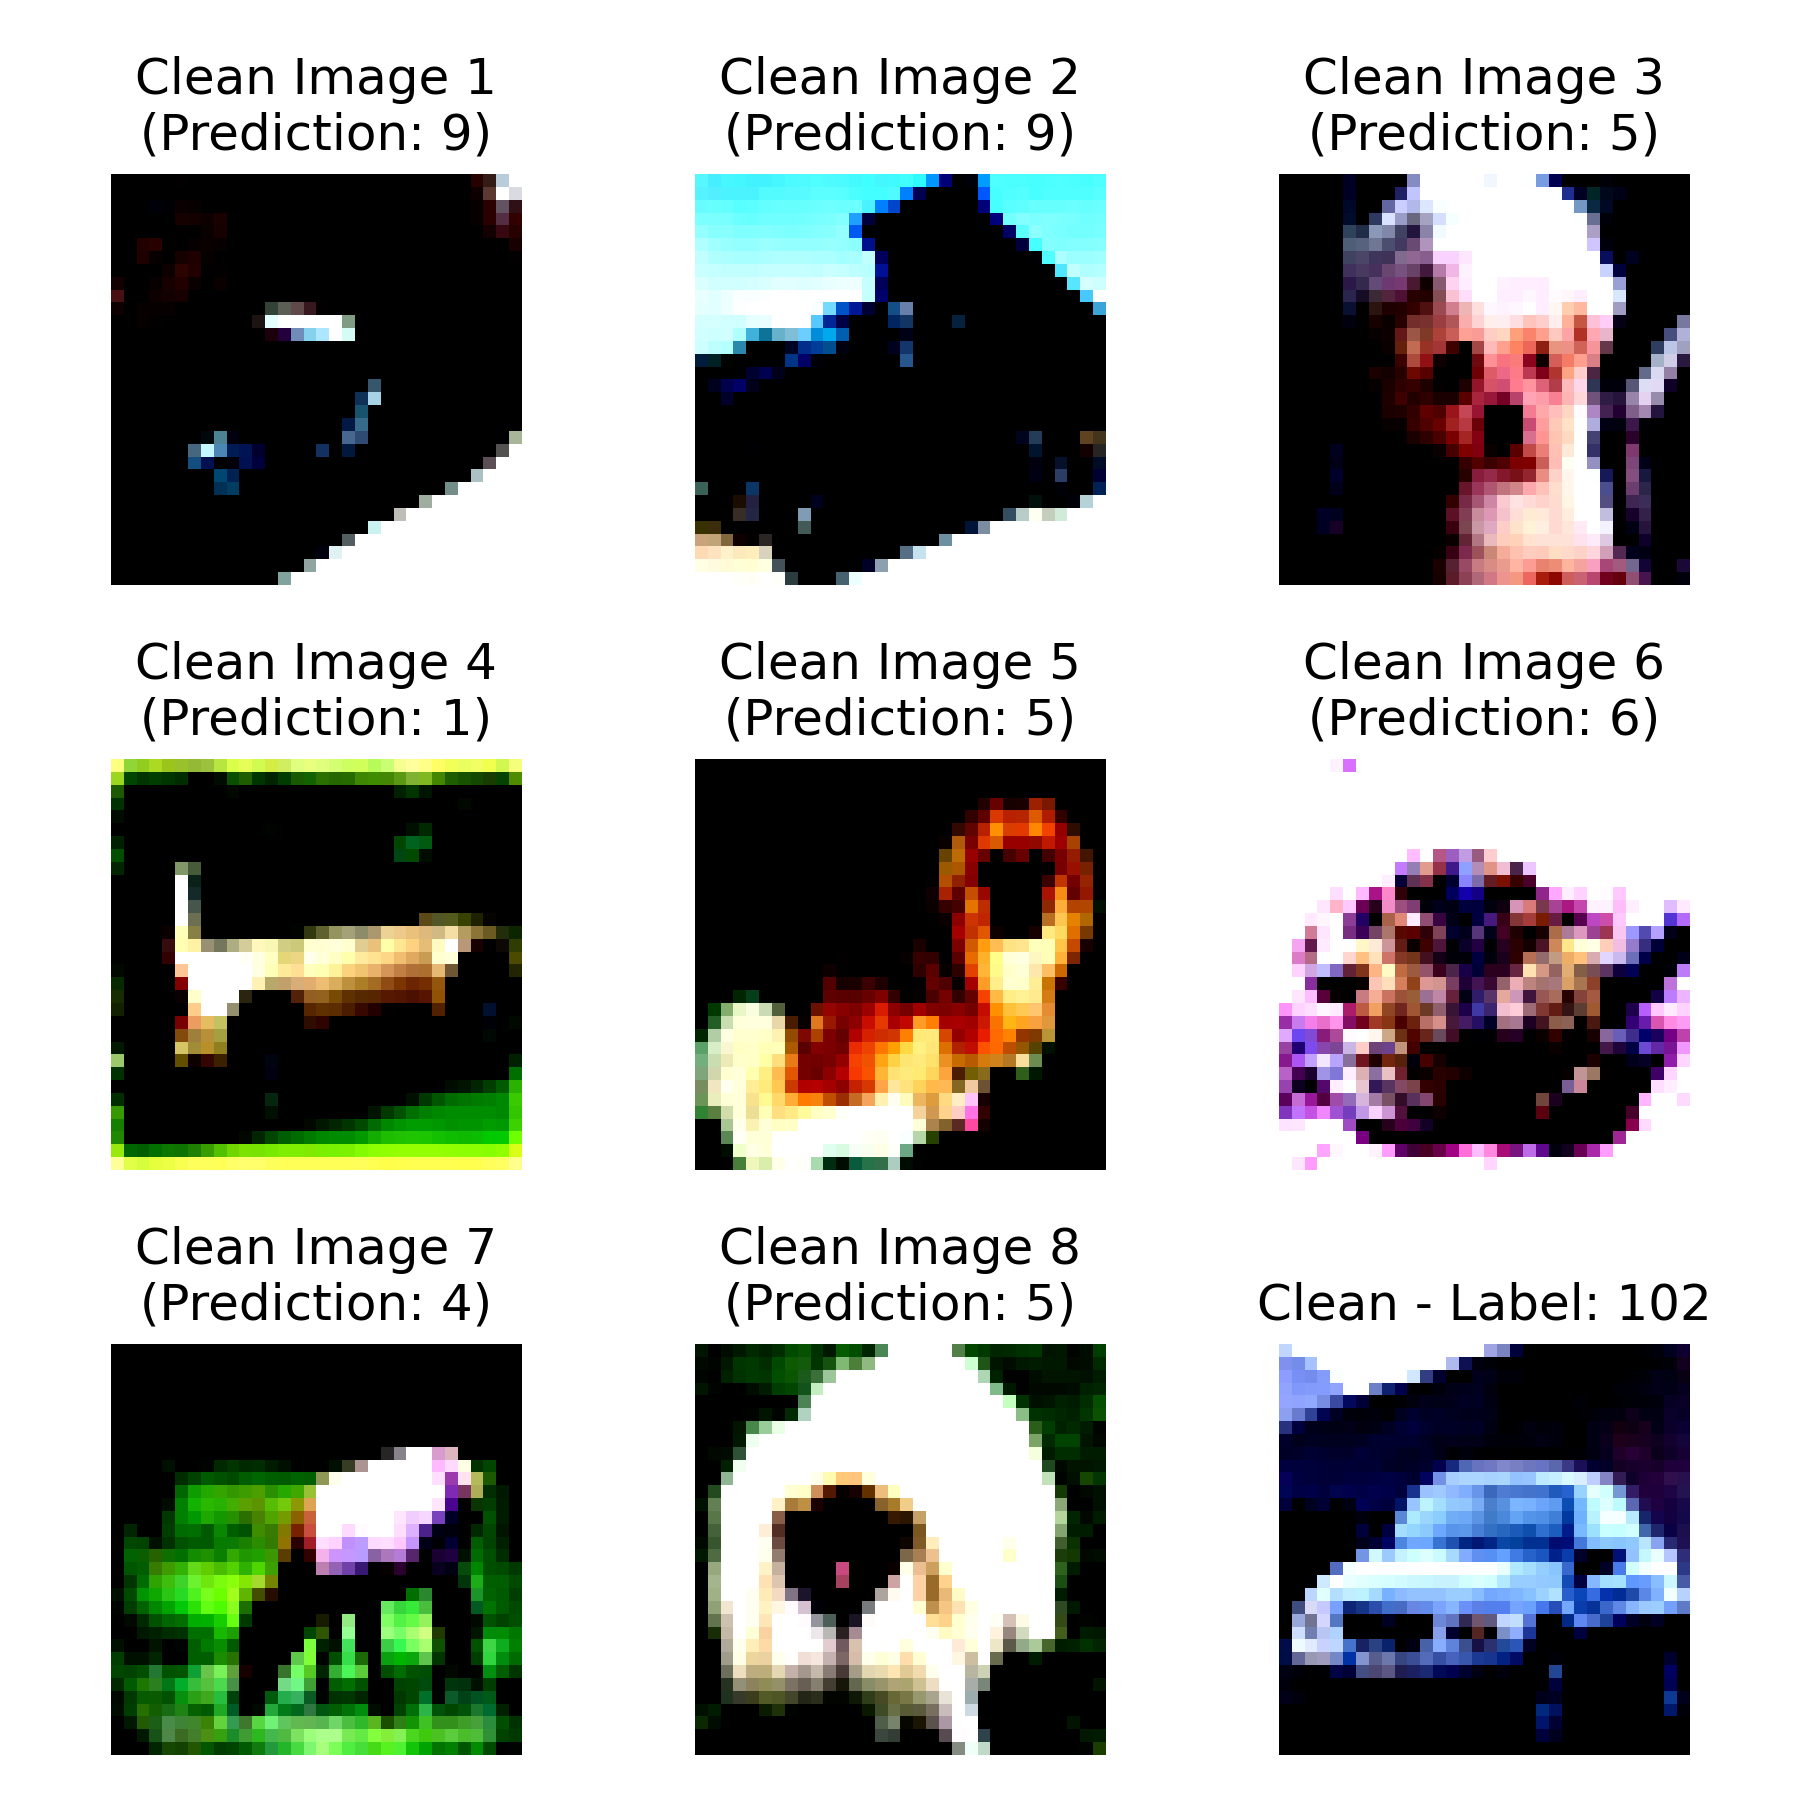 Clean Image 1
(Prediction: 9)
Clean Image 2
(Prediction: 9)
Clean Image 3
(Prediction: 5)
Clean Image 4
(Prediction: 1)
Clean Image 5
(Prediction: 5)
Clean Image 6
(Prediction: 6)
Clean Image 7
(Prediction: 4)
Clean Image 8
(Prediction: 5)
Clean - Label: 102